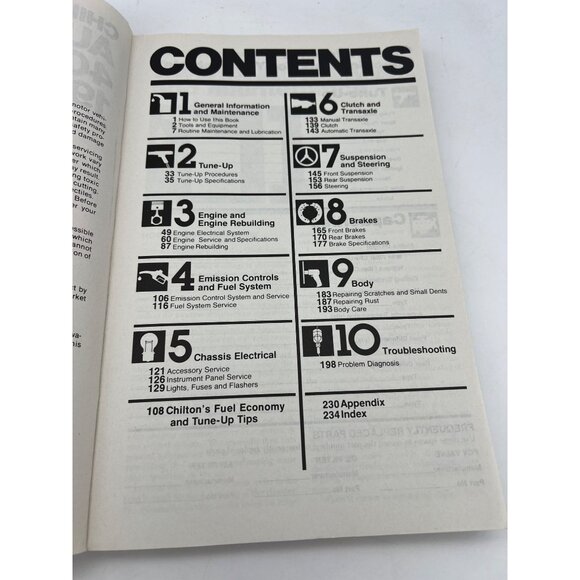 CONTENTS
1 General Information
and Maintenance
1 How to Use this Book
2 Tools and Equipment
7 Routine Maintenance and Lubrication
2 Tune-Up
33 Tune-Up Procedures
35 Tune-Up Specifications
3 Engine and
Engine Rebuilding
49 Engine Electrical System
60 Engine Service and Specifications
87 Engine Rebuilding
4 Emission Controls
and Fuel System
106 Emission Control System and Service
116 Fuel System Service
5 Chassis Electrical
121 Accessory Service
126 Instrument Panel Service
129 Lights, Fuses and Flashers
108 Chilton's Fuel Economy
and Tune-Up Tips
6 Clutch and
Transaxle
133 Manual Transaxle
139 Clutch
143 Automatic Transaxle
7 Suspension
and Steering
145 Front Suspension
153 Rear Suspension
156 Steering
8 Brakes
165 Front Brakes
170 Rear Brakes
177 Brake Specifications
9 Body
183 Repairing Scratches and Small Dents
187 Repairing Rust
193 Body Care
10 Troubleshooting
198 Problem Diagnosis
230 Appendix
234 Index